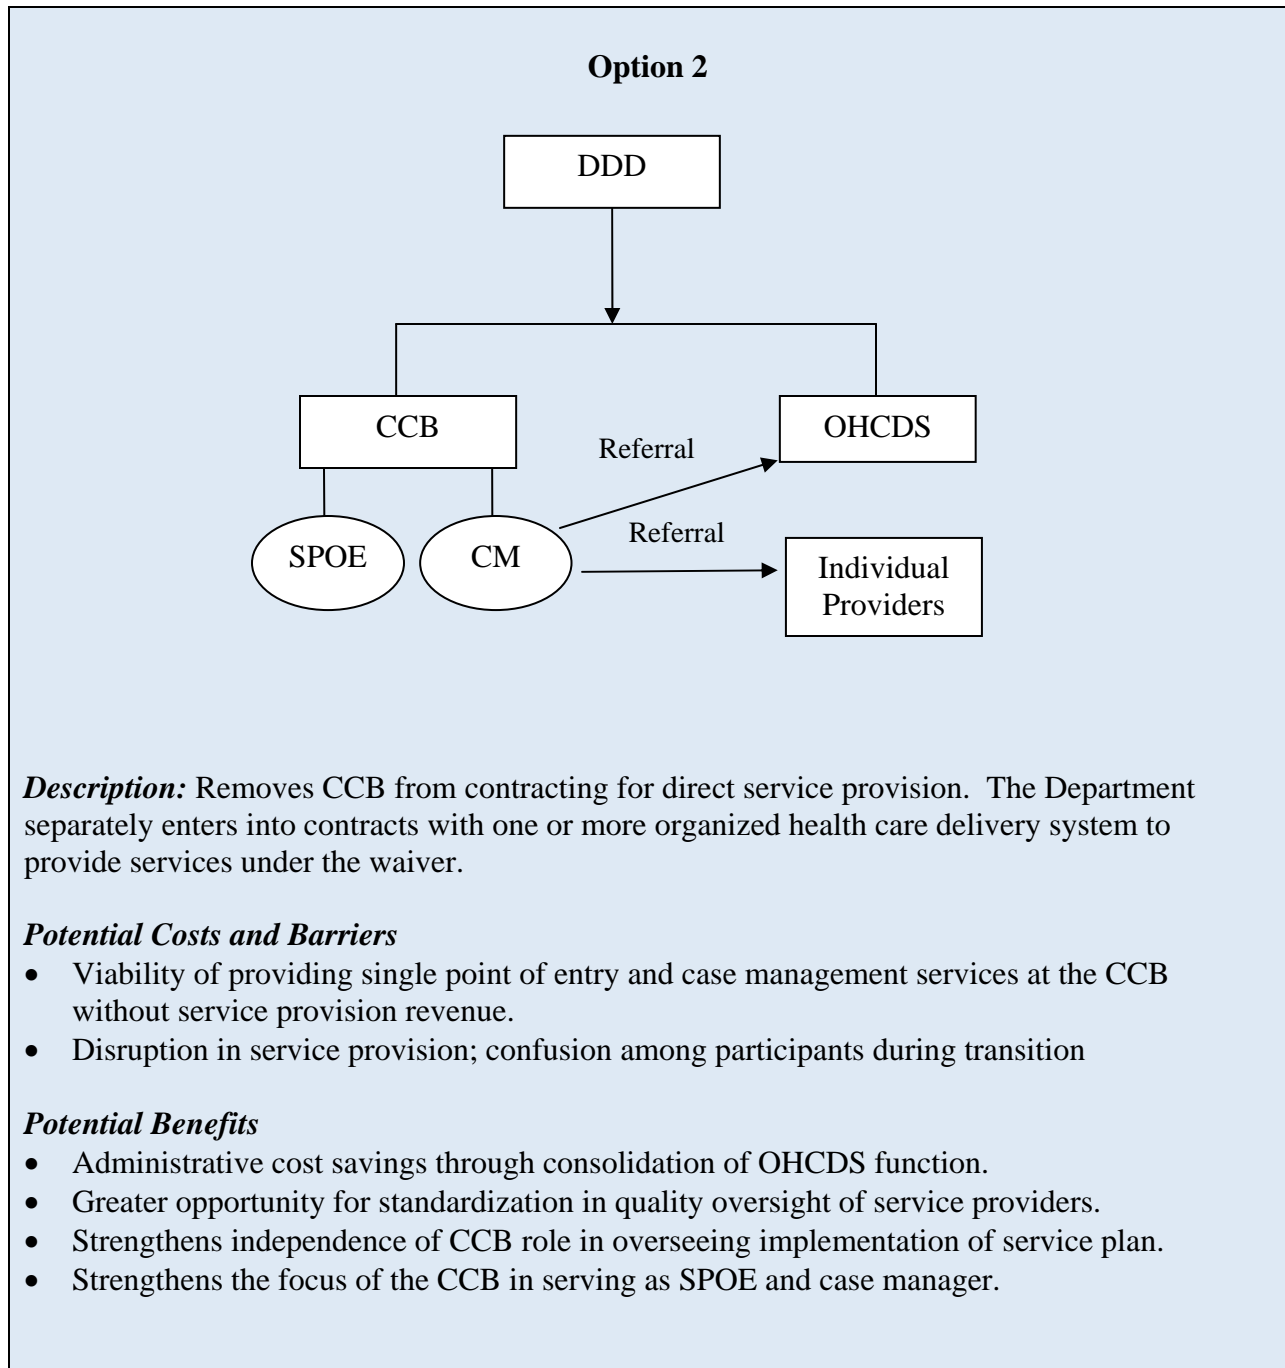 Option 2
DDD
CCB
OHCDS
Referral
SPOE
CM
Referral
Individual
Providers
Description: Removes CCB from contracting for direct service provision.  The Department
separately enters into contracts with one or more organized health care delivery system to
provide services under the waiver.
Potential Costs and Barriers
• Viability of providing single point of entry and case management services at the CCB
without service provision revenue.
• Disruption in service provision; confusion among participants during transition
Potential Benefits
• Administrative cost savings through consolidation of OHCDS function.
• Greater opportunity for standardization in quality oversight of service providers.
• Strengthens independence of CCB role in overseeing implementation of service plan.
• Strengthens the focus of the CCB in serving as SPOE and case manager.